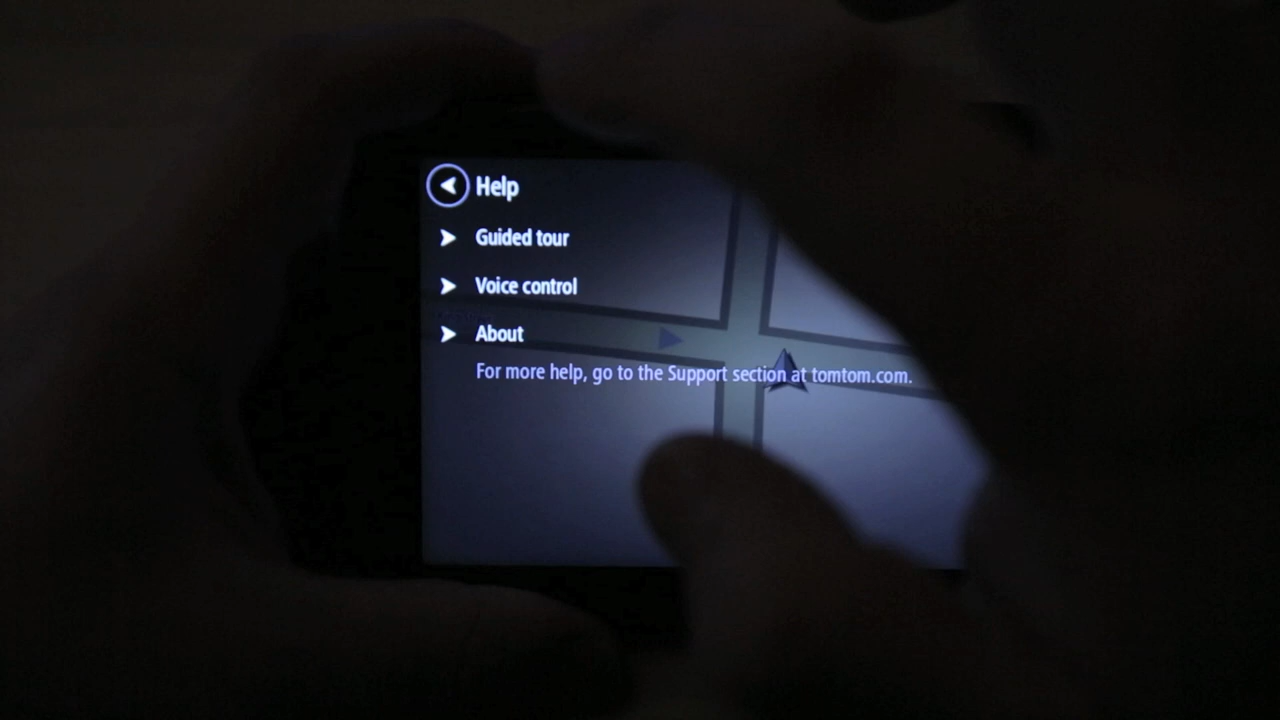 Help
Guided tour
Voice control
About
For more help, go to the Support section at tomtom.com.